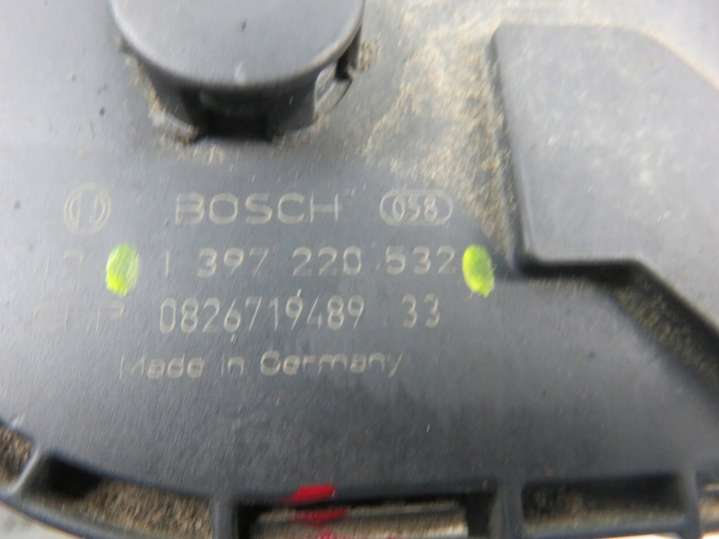 BOSCH 058
1 397 220 532
0826719489 33
Made in Germany